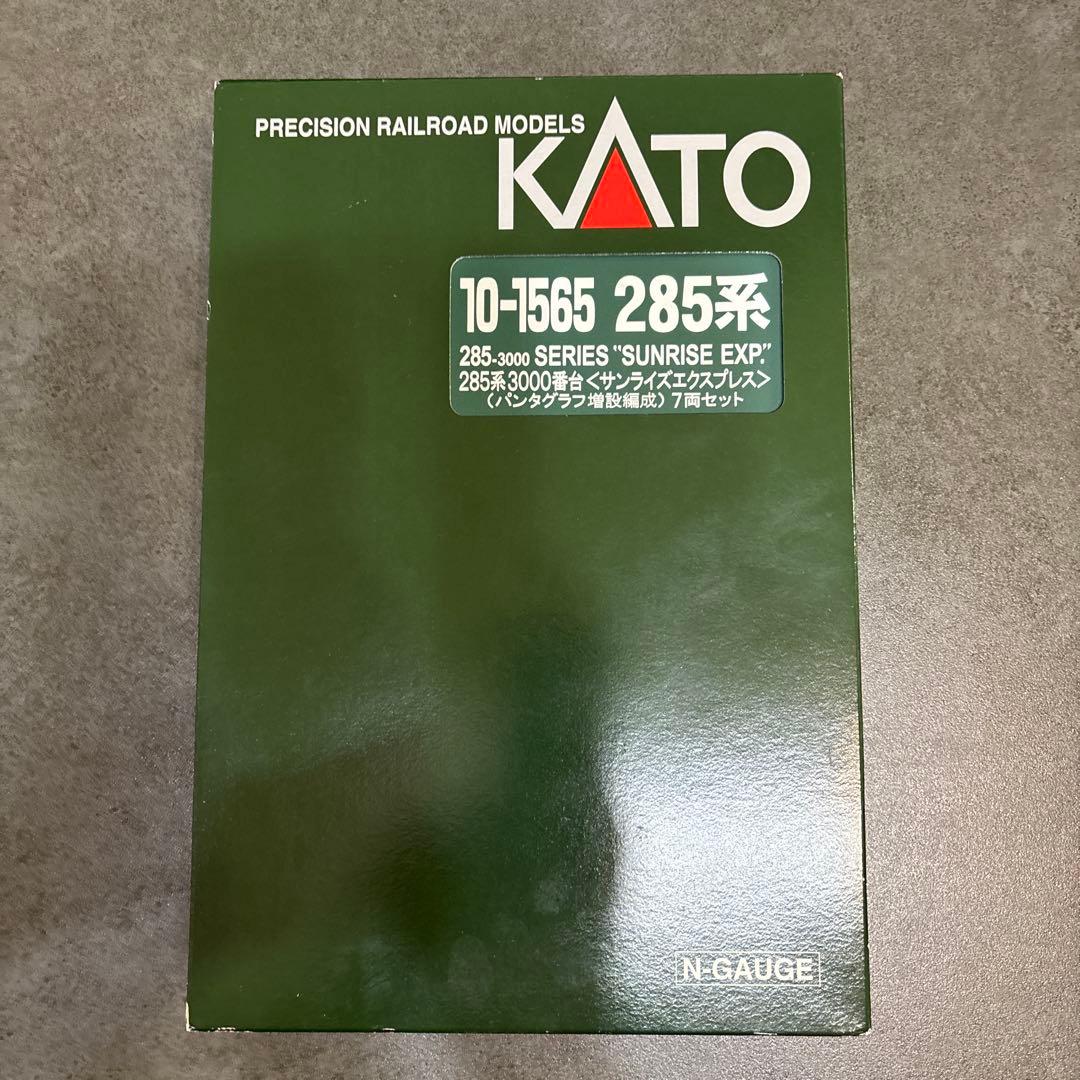 PRECISION RAILROAD MODELS
KATO
10-1565 285系
285-3000 SERIES "SUNRISE EXP."
285系3000番台<サンライズエクスプレス>
(パンタグラフ増設編成) 7両セット
N-GAUGE